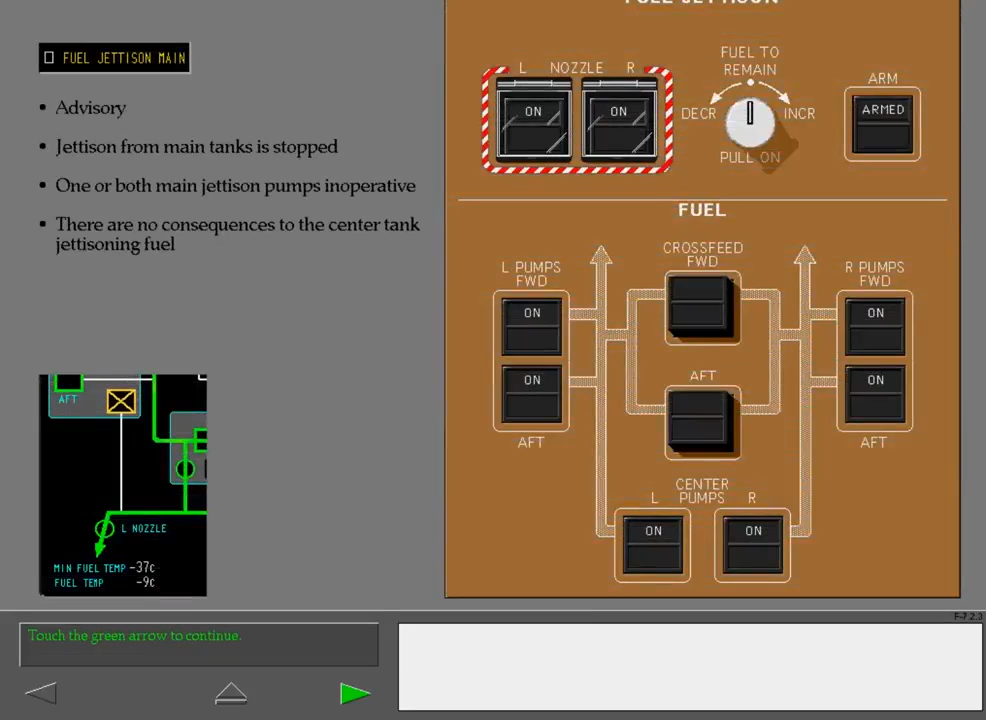 FUEL JETTISON
FUEL JETTISON MAIN
Advisory
Jettison from main tanks is stopped
One or both main jettison pumps inoperative
There are no consequences to the center tank
jettisoning fuel
L NOZZLE R
ON ON
FUEL TO
REMAIN
DECR INCR
PULL ON
ARM
ARMED
FUEL
L PUMPS
FWD
ON
ON
AFT
CROSSFEED
FWD
AFT
R PUMPS
FWD
ON
ON
AFT
CENTER
L PUMPS R
ON ON
AFT
L NOZZLE
MIN FUEL TEMP -37c
FUEL TEMP -9c
F-7.2.3
Touch the green arrow to continue.